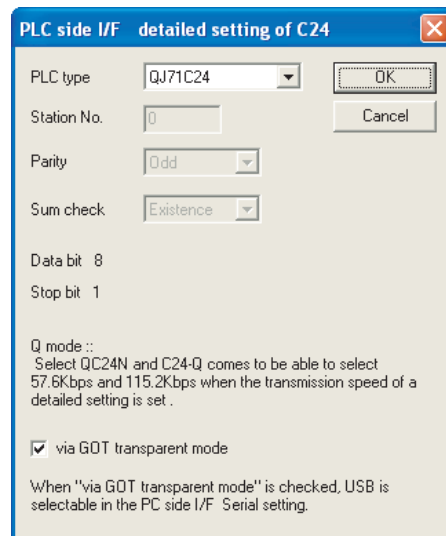 PLC side I/F detailed setting of C24
PLC type QJ71C24 OK
Station No. 0 Cancel
Parity Odd
Sum check Existence
Data bit 8
Stop bit 1
Q mode ::
Select QC24N and C24-Q comes to be able to select
57.6Kbps and 115.2Kbps when the transmission speed of a
detailed setting is set .
via GOT transparent mode
When "via GOT transparent mode" is checked, USB is
selectable in the PC side I/F Serial setting.